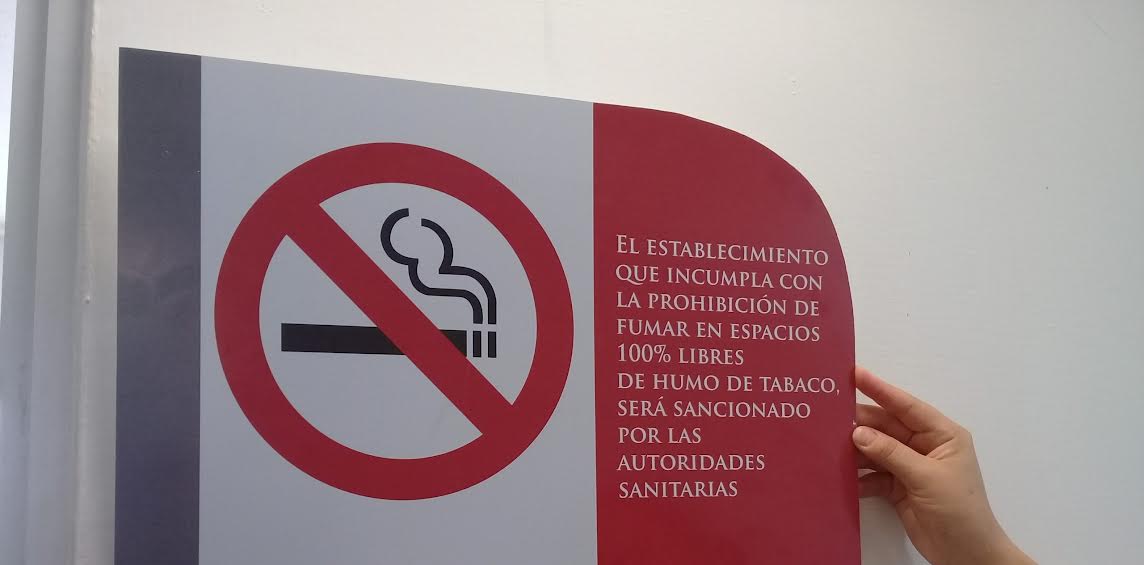 El establecimiento
que incumpla con
la prohibición de
fumar en espacios
100% libres
de humo de tabaco,
será sancionado
por las
autoridades
sanitarias